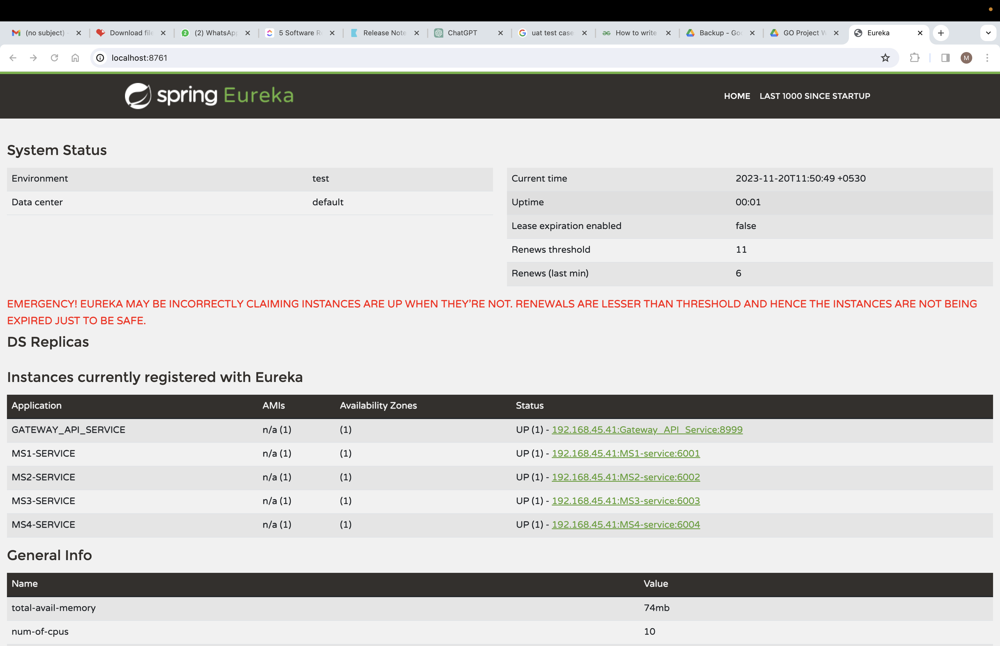 (no subject) -
Download file
(2) WhatsApp
5 Software Re
Release Note
ChatGPT
uat test case
How to write
Backup - Goo
GO Project W
Eureka
localhost:8761
M
spring Eureka
HOME LAST 1000 SINCE STARTUP
System Status
Environment test
Data center default
Current time 2023-11-20T11:50:49 +0530
Uptime 00:01
Lease expiration enabled false
Renews threshold 11
Renews (last min) 6
EMERGENCY! EUREKA MAY BE INCORRECTLY CLAIMING INSTANCES ARE UP WHEN THEY'RE NOT. RENEWALS ARE LESSER THAN THRESHOLD AND HENCE THE INSTANCES ARE NOT BEING
EXPIRED JUST TO BE SAFE.
DS Replicas
Instances currently registered with Eureka
Application AMIs Availability Zones Status
GATEWAY_API_SERVICE n/a (1) (1) UP (1) - 192.168.45.41:Gateway_API_Service:8999
MS1-SERVICE n/a (1) (1) UP (1) - 192.168.45.41:MS1-service:6001
MS2-SERVICE n/a (1) (1) UP (1) - 192.168.45.41:MS2-service:6002
MS3-SERVICE n/a (1) (1) UP (1) - 192.168.45.41:MS3-service:6003
MS4-SERVICE n/a (1) (1) UP (1) - 192.168.45.41:MS4-service:6004
General Info
Name Value
total-avail-memory 74mb
num-of-cpus 10